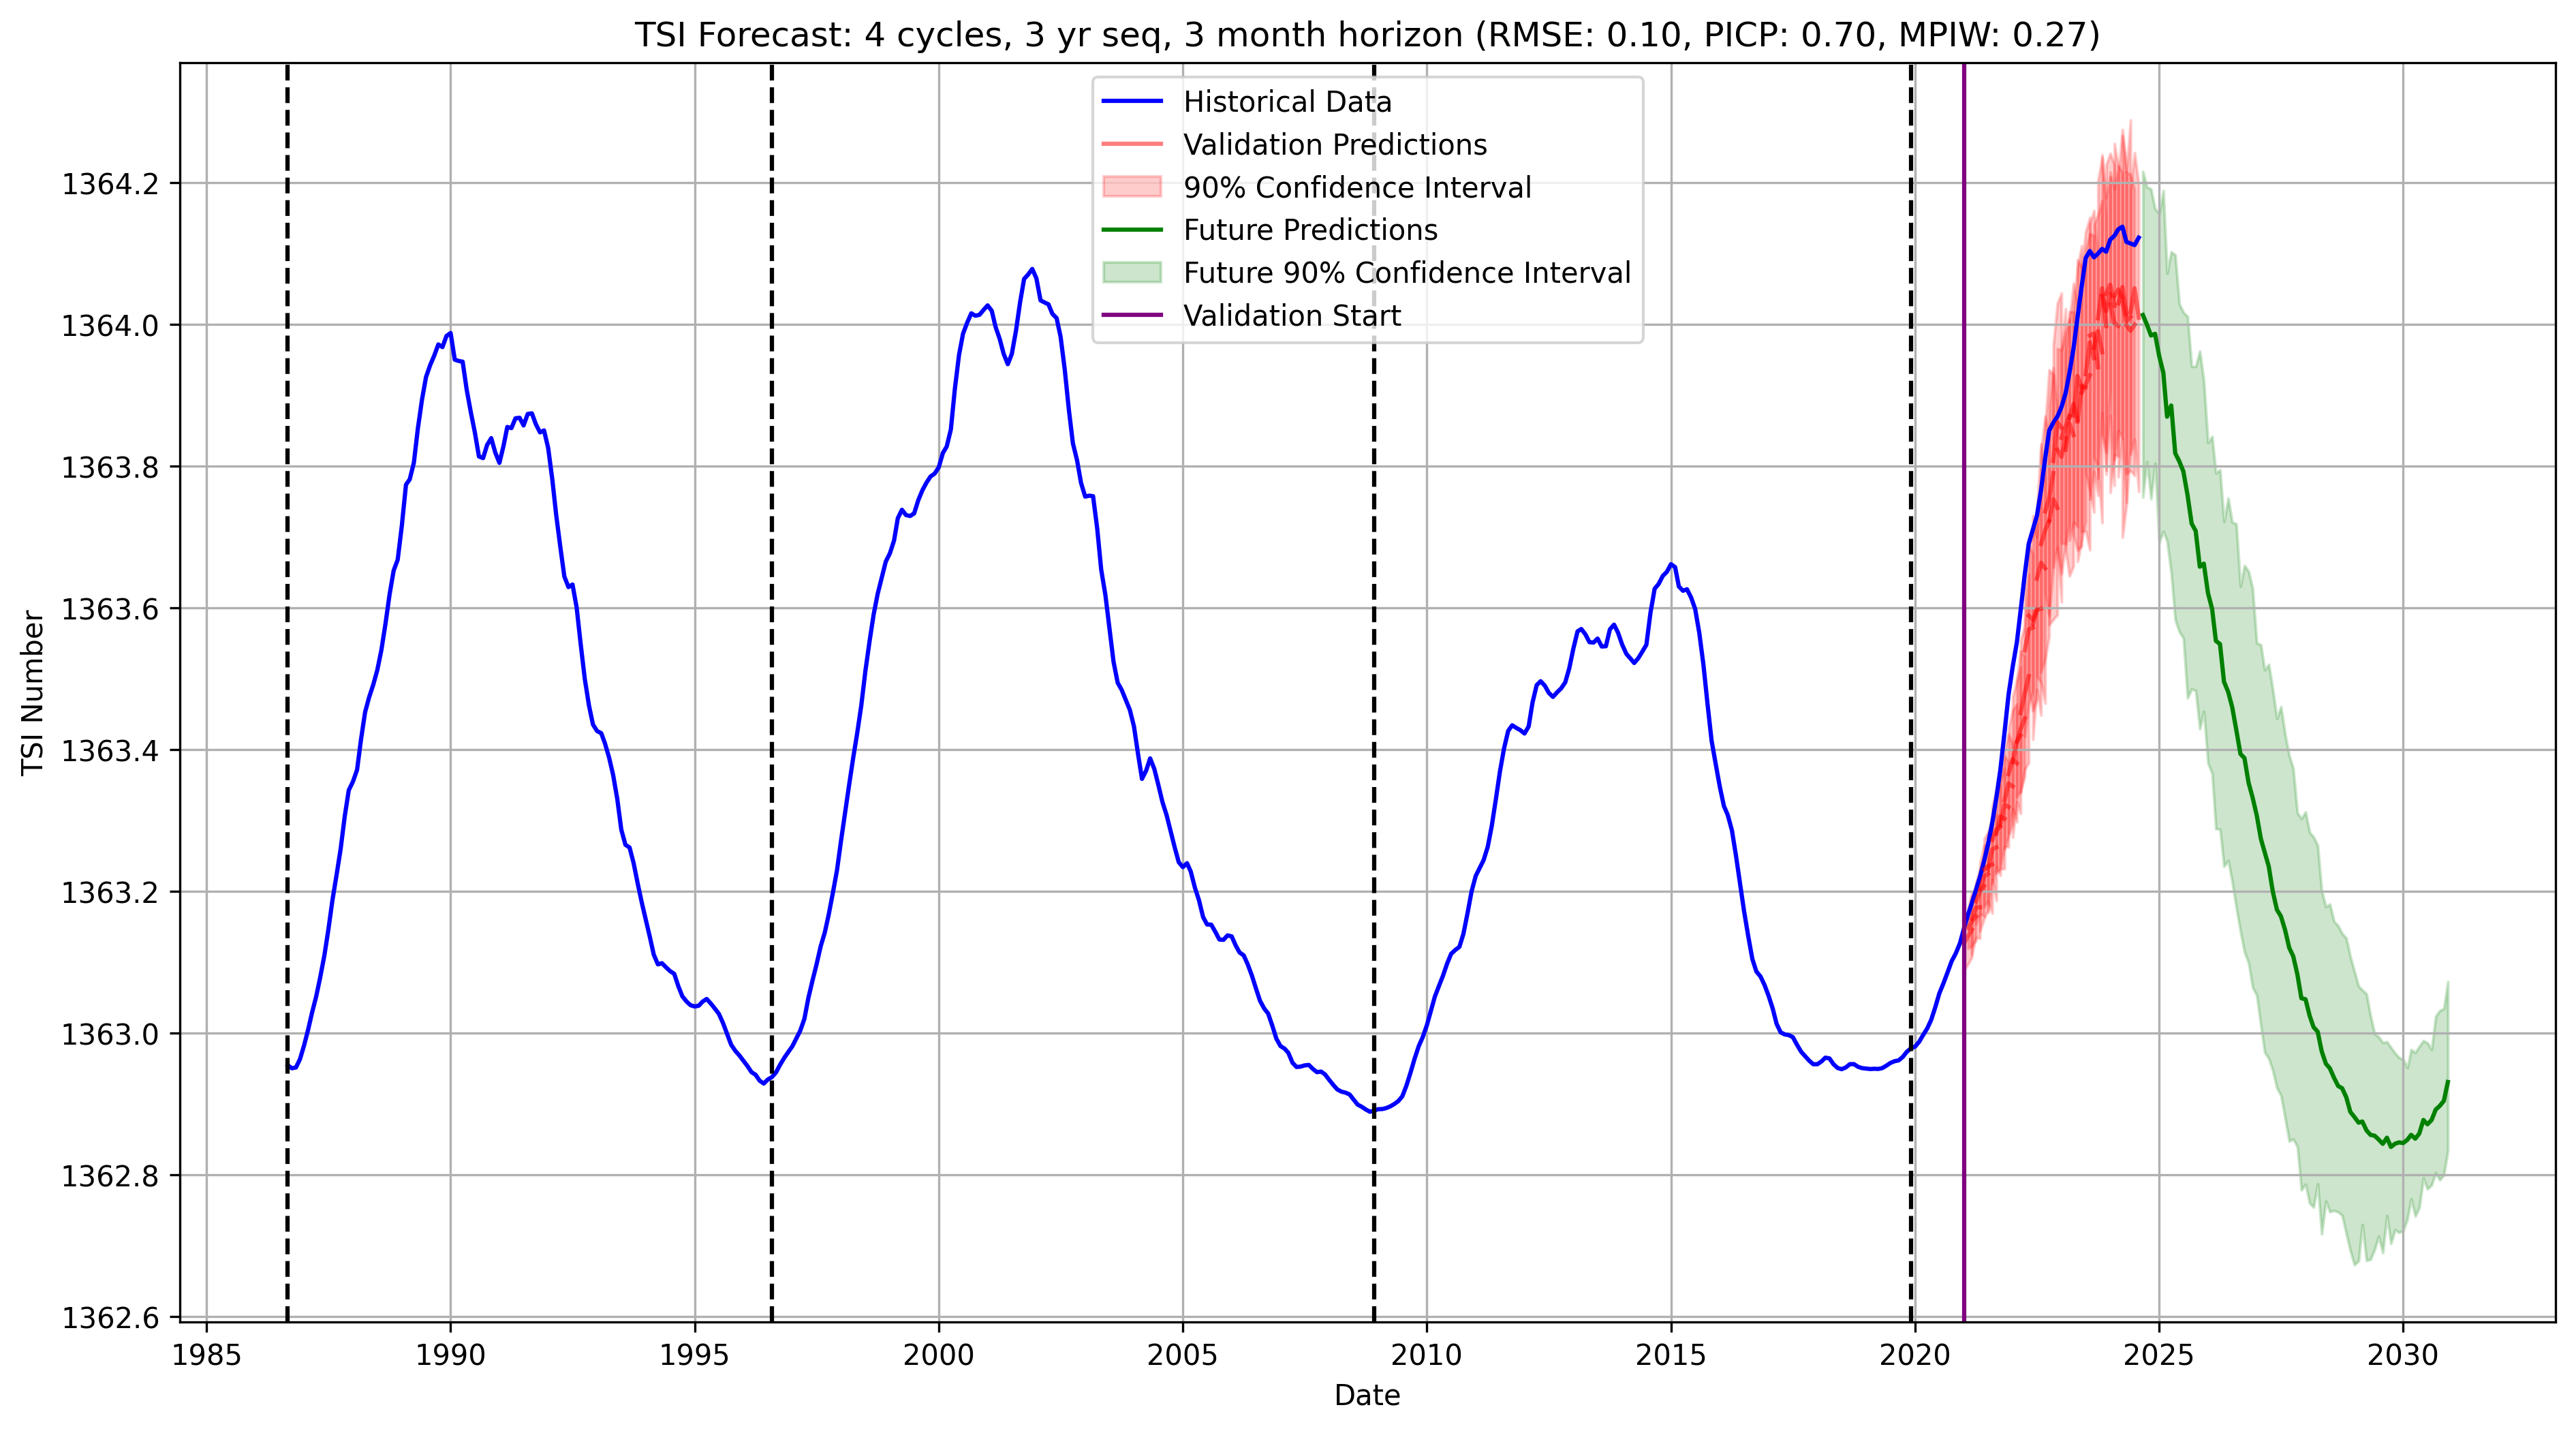 TSI Forecast: 4 cycles, 3 yr seq, 3 month horizon (RMSE: 0.10, PICP: 0.70, MPIW: 0.27)
Historical Data
Validation Predictions
90% Confidence Interval
Future Predictions
Future 90% Confidence Interval
Validation Start
TSI Number
1364.2
1364.0
1363.8
1363.6
1363.4
1363.2
1363.0
1362.8
1362.6
1985 1990 1995 2000 2005 2010 2015 2020 2025 2030
Date